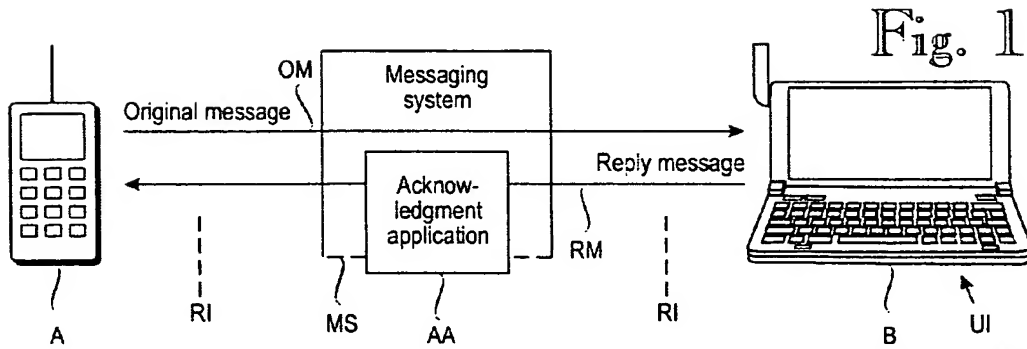 Fig. 1
OM
Messaging
system
Original message
Reply message
Acknow-
ledgment
application
RM
A
RI
MS
AA
RI
B
UI